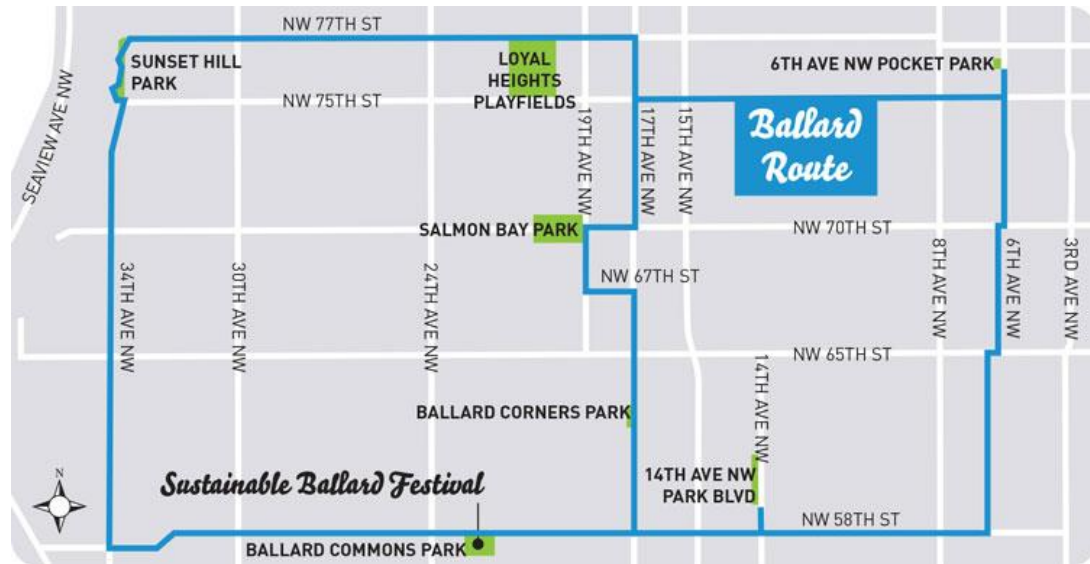 NW 77TH ST
SUNSET HILL
PARK
LOYAL
HEIGHTS
PLAYFIELDS
6TH AVE NW POCKET PARK
NW 75TH ST
SEAVIEW AVE NW
19TH AVE NW
17TH AVE NW
15TH AVE NW
Ballard
Route
SALMON BAY PARK
NW 70TH ST
34TH AVE NW
30TH AVE NW
24TH AVE NW
NW 67TH ST
8TH AVE NW
6TH AVE NW
3RD AVE NW
NW 65TH ST
14TH AVE NW
BALLARD CORNERS PARK
14TH AVE NW
PARK BLVD
N
Sustainable Ballard Festival
NW 58TH ST
BALLARD COMMONS PARK